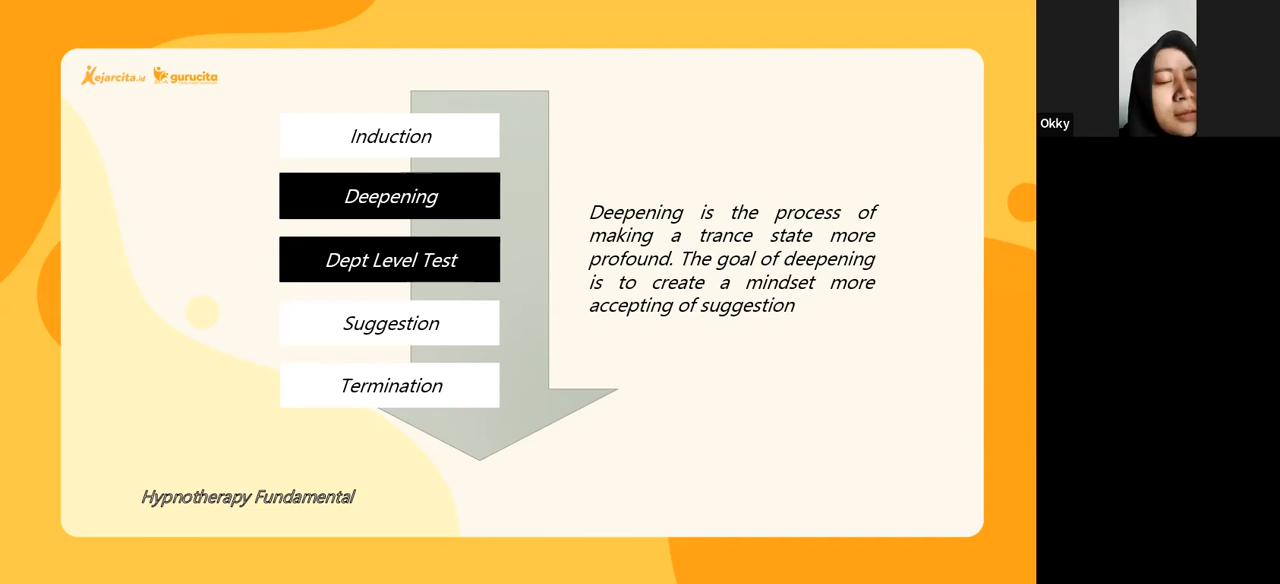 kejarcita.id gurucita
Induction
Deepening
Dept Level Test
Suggestion
Termination
Deepening is the process of
making a trance state more
profound. The goal of deepening
is to create a mindset more
accepting of suggestion
Hypnotherapy Fundamental
Okky